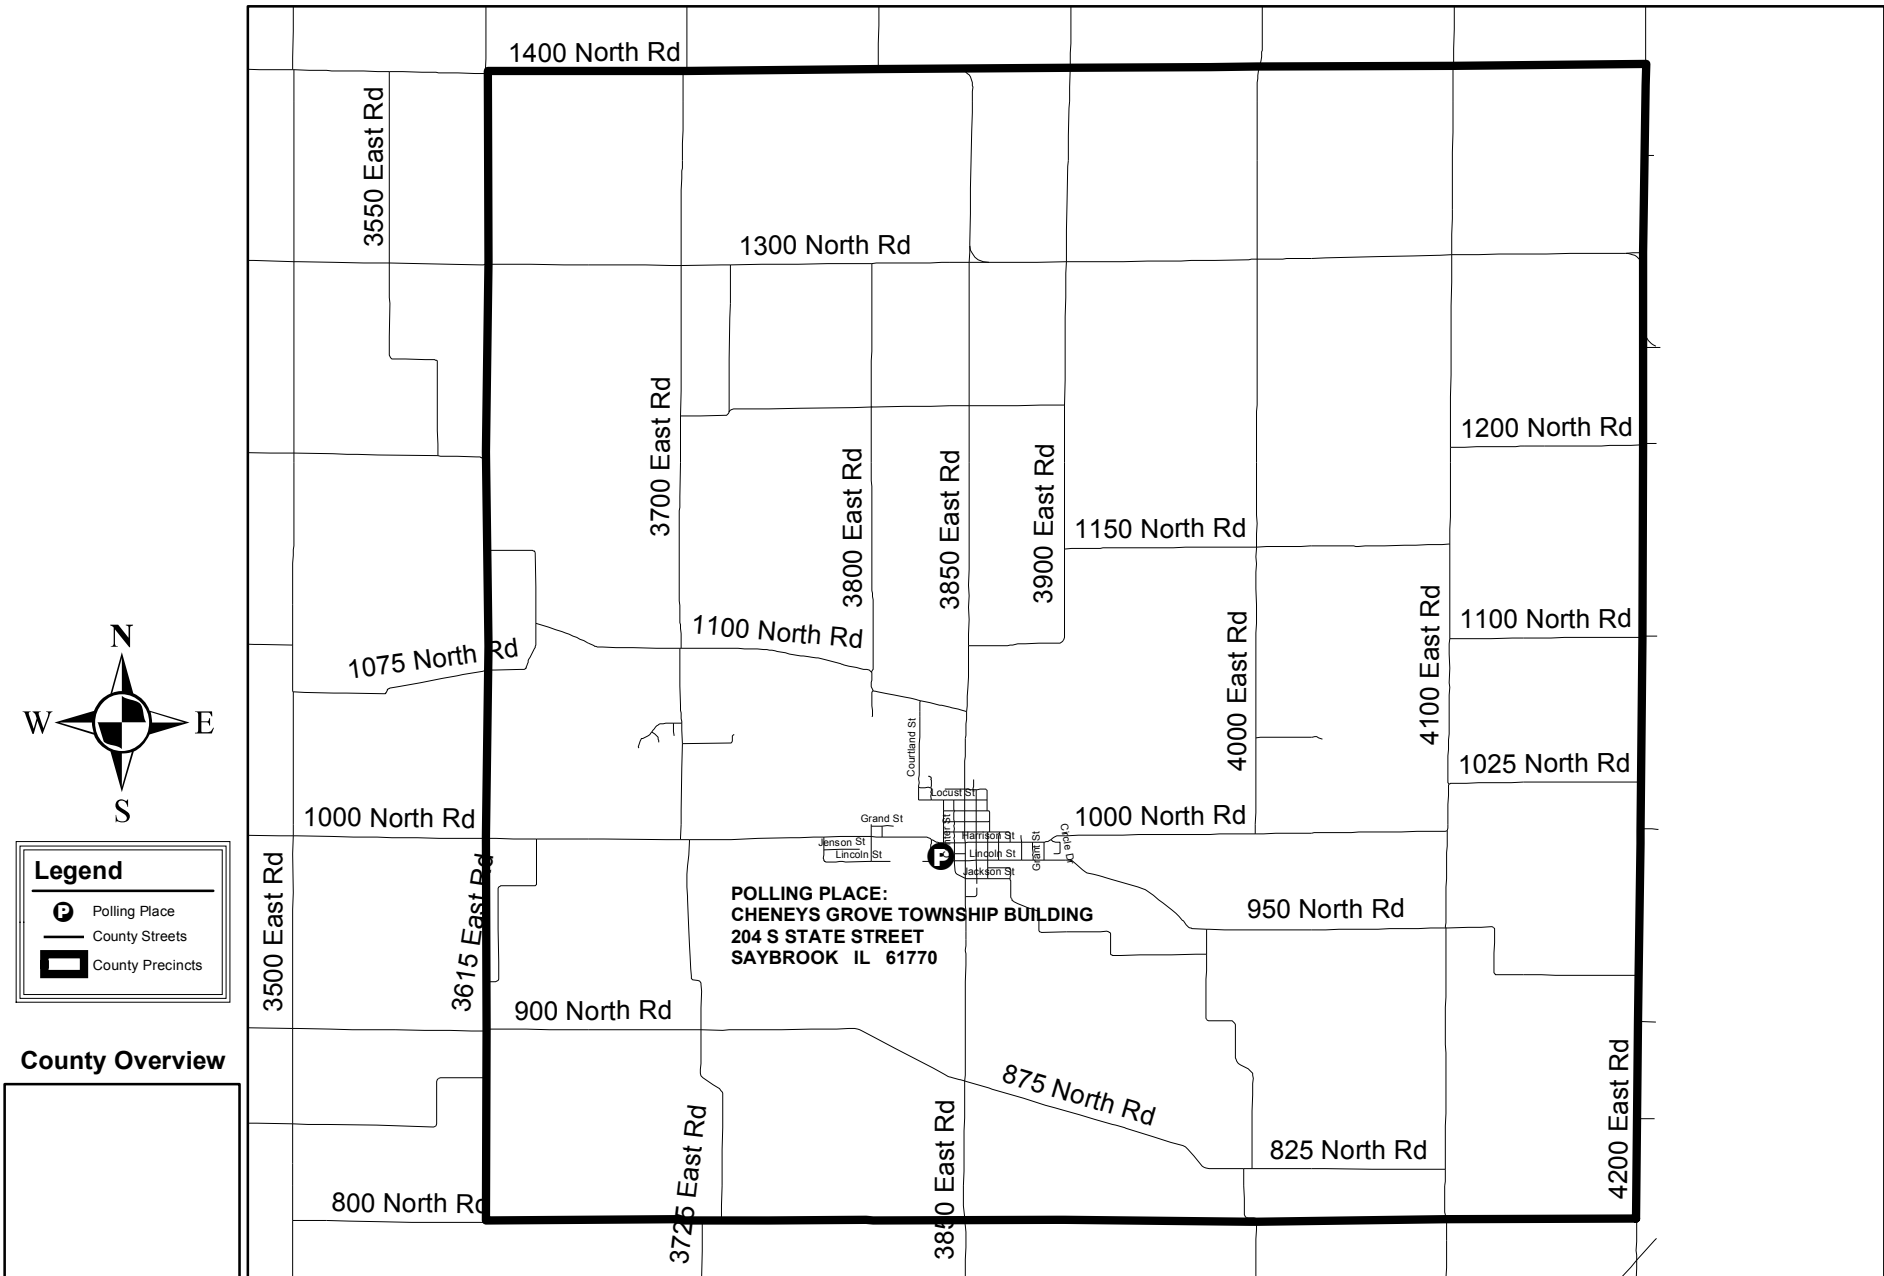 1400 North Rd
3550 East Rd
1300 North Rd
3700 East Rd
3800 East Rd
3850 East Rd
3900 East Rd
1200 North Rd
1150 North Rd
1100 North Rd
1100 North Rd
1075 North Rd
4000 East Rd
4100 East Rd
1025 North Rd
Courtland St
Locust St
N
W
E
S
1000 North Rd
Grand St
1000 North Rd
Harrison St
Jenson St
Lincoln St
Lincoln St
Grant St
Circle Dr
Jackson St
P
Legend
P Polling Place
County Streets
County Precincts
3500 East Rd
3615 East Rd
POLLING PLACE:
CHENEYS GROVE TOWNSHIP BUILDING
204 S STATE STREET
SAYBROOK IL 61770
950 North Rd
900 North Rd
County Overview
875 North Rd
825 North Rd
4200 East Rd
3725 East Rd
3850 East Rd
800 North Rd